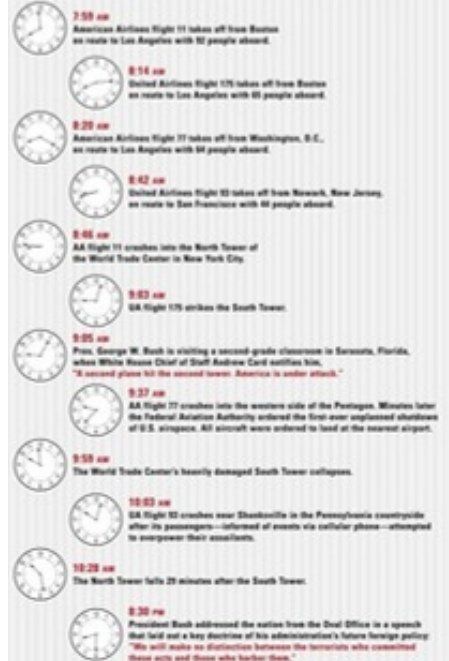 7:59 AM
American Airlines flight 11 takes off from Boston
en route to Los Angeles with 92 people aboard.
8:14 AM
United Airlines flight 175 takes off from Boston
en route to Los Angeles with 65 people aboard.
8:20 AM
American Airlines flight 77 takes off from Washington, D.C.,
en route to Los Angeles with 64 people aboard.
8:42 AM
United Airlines flight 93 takes off from Newark, New Jersey,
en route to San Francisco with 44 people aboard.
8:46 AM
AA flight 11 crashes into the North Tower of
the World Trade Center in New York City.
9:03 AM
UA flight 175 strikes the South Tower.
9:05 AM
Pres. George W. Bush is visiting a second-grade classroom in Sarasota, Florida,
when White House Chief of Staff Andrew Card notifies him,
"A second plane hit the second tower. America is under attack."
9:37 AM
AA flight 77 crashes into the western side of the Pentagon. Minutes later
the Federal Aviation Authority ordered the first-ever unplanned shutdown
of U.S. airspace. All aircraft were ordered to land at the nearest airport.
9:59 AM
The World Trade Center's heavily damaged South Tower collapses.
10:03 AM
UA flight 93 crashes near Shanksville in the Pennsylvania countryside
after its passengers—informed of events via cellular phone—attempted
to overpower their assailants.
10:28 AM
The North Tower falls 29 minutes after the South Tower.
8:30 PM
President Bush addressed the nation from the Oval Office in a speech
that laid out a key doctrine of his administration's future foreign policy:
"We will make no distinction between the terrorists who committed
these acts and those who harbor them."